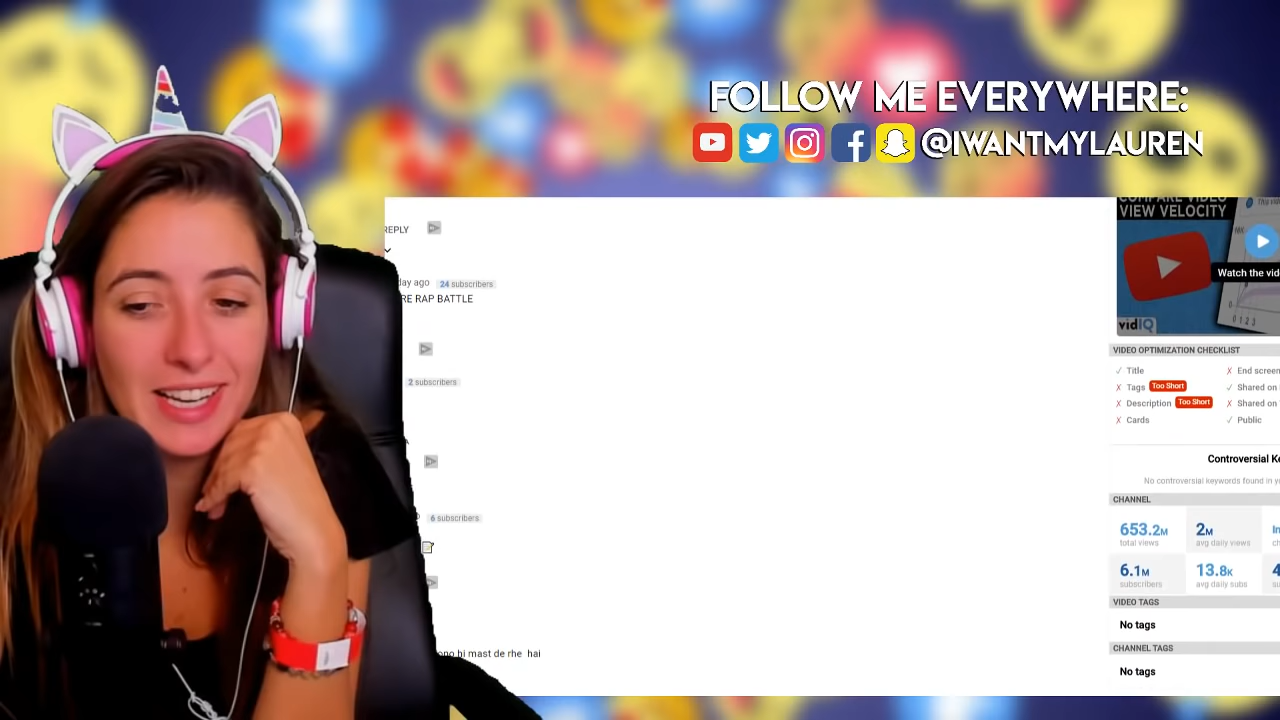 FOLLOW ME EVERYWHERE:
@IWANTMYLAUREN
REPLY
day ago 24 subscribers
RE RAP BATTLE
2 subscribers
6 subscribers
hi mast de rhe hai
COMPARE VIDEO
VIEW VELOCITY
Watch the vid
0 1 2 3
vidIQ
VIDEO OPTIMIZATION CHECKLIST
✓ Title
✗ End screen
✗ Tags Too Short
✓ Shared on
✗ Description Too Short
✗ Shared on
✗ Cards
✓ Public
Controversial Ke
No controversial keywords found in y
CHANNEL
653.2M
total views
2M
avg daily views
6.1M
subscribers
13.8K
avg daily subs
VIDEO TAGS
No tags
CHANNEL TAGS
No tags